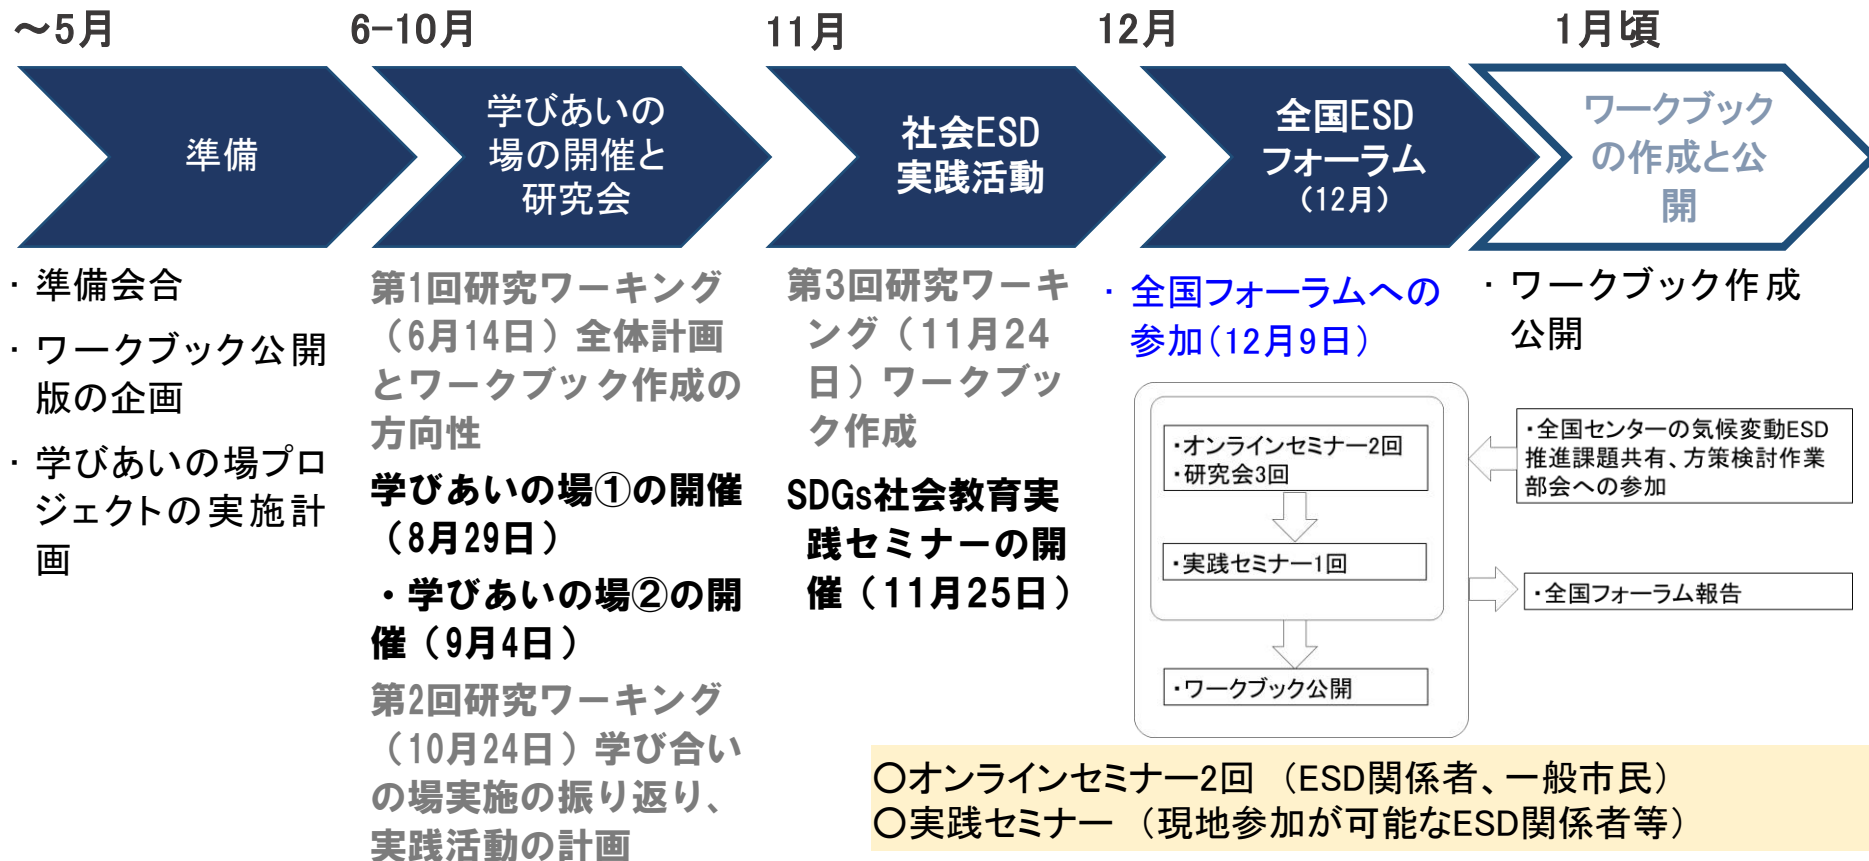 ～5月
6-10月
11月
12月
1月頃
準備
学びあいの
場の開催と
研究会
社会ESD
実践活動
全国ESD
フォーラム
（12月）
ワークブック
の作成と公
開
・準備会合
・ワークブック公開
版の企画
・学びあいの場プロ
ジェクトの実施計
画
第1回研究ワーキング
（6月14日）全体計画
とワークブック作成の
方向性
学びあいの場①の開催
（8月29日）
・学びあいの場②の開
催（9月4日）
第2回研究ワーキング
（10月24日）学び合い
の場実施の振り返り、
実践活動の計画
第3回研究ワーキ
ング（11月24
日）ワークブッ
ク作成
SDGs社会教育実
践セミナーの開
催（11月25日）
・全国フォーラムへの
参加（12月9日）
・オンラインセミナー2回
・研究会3回
・実践セミナー1回
・ワークブック公開
・ワークブック作成
公開
・全国センターの気候変動ESD
推進課題共有、方策検討作業
部会への参加
・全国フォーラム報告
〇オンラインセミナー2回 （ESD関係者、一般市民）
〇実践セミナー （現地参加が可能なESD関係者等）